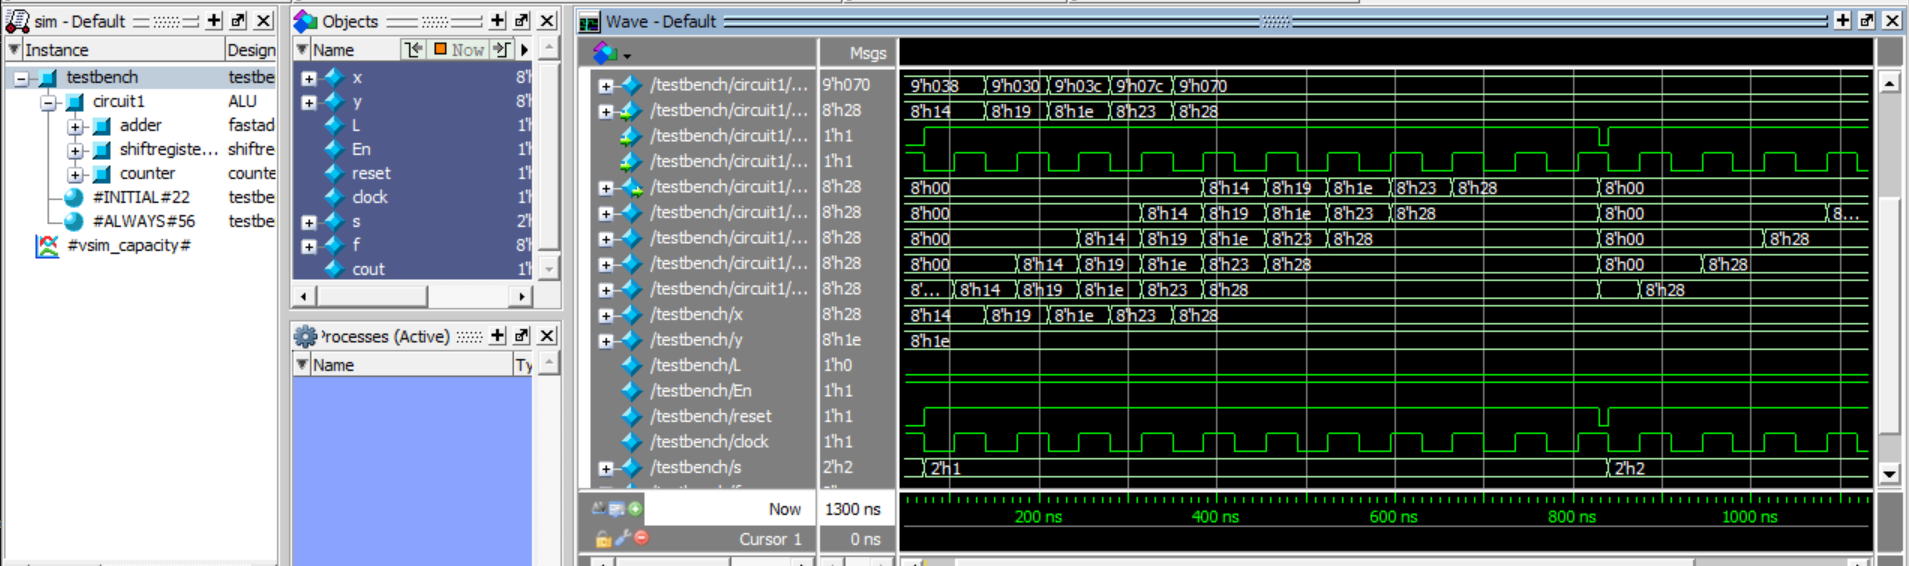 sim - Default
Instance Design
testbench testbe
circuit1 ALU
adder fastad
shiftregiste... shiftre
counter counte
#INITIAL#22 testbe
#ALWAYS#56 testbe
#vsim_capacity#
Objects
Name Now
x 8'h
y 8'h
L 1'h
En 1'h
reset 1'h
clock 1'h
s 2'h
f 8'h
cout 1'h
Processes (Active)
Name Ty
Wave - Default
Msgs
/testbench/circuit1/... 9'h070 9'h038 9'h030 9'h03c 9'h07c 9'h070
/testbench/circuit1/... 8'h28 8'h14 8'h19 8'h1e 8'h23 8'h28
/testbench/circuit1/... 1'h1
/testbench/circuit1/... 1'h1
/testbench/circuit1/... 8'h28 8'h00 8'h14 8'h19 8'h1e 8'h23 8'h28 8'h00
/testbench/circuit1/... 8'h28 8'h00 8'h14 8'h19 8'h1e 8'h23 8'h28 8'h00 8...
/testbench/circuit1/... 8'h28 8'h00 8'h14 8'h19 8'h1e 8'h23 8'h28 8'h00 8'h28
/testbench/circuit1/... 8'h28 8'h00 8'h14 8'h19 8'h1e 8'h23 8'h28 8'h00 8'h28
/testbench/circuit1/... 8'h28 8'... 8'h14 8'h19 8'h1e 8'h23 8'h28 8'h28
/testbench/x 8'h28 8'h14 8'h19 8'h1e 8'h23 8'h28
/testbench/y 8'h1e 8'h1e
/testbench/L 1'h0
/testbench/En 1'h1
/testbench/reset 1'h1
/testbench/clock 1'h1
/testbench/s 2'h2 2'h1 2'h2
Now 1300 ns 200 ns 400 ns 600 ns 800 ns 1000 ns
Cursor 1 0 ns